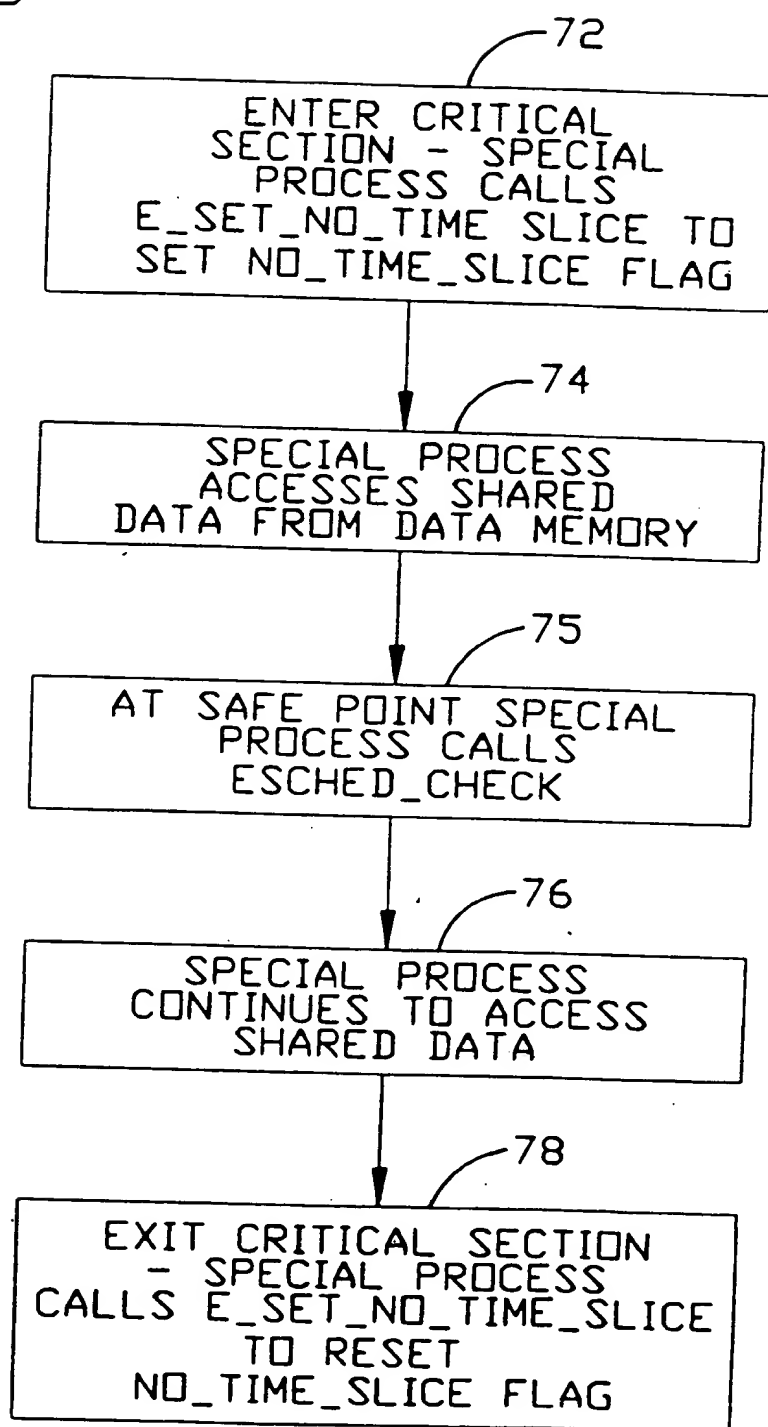 72
ENTER CRITICAL
SECTION - SPECIAL
PROCESS CALLS
E_SET_NO_TIME SLICE TO
SET NO_TIME_SLICE FLAG
74
SPECIAL PROCESS
ACCESSES SHARED
DATA FROM DATA MEMORY
75
AT SAFE POINT SPECIAL
PROCESS CALLS
ESCHED_CHECK
76
SPECIAL PROCESS
CONTINUES TO ACCESS
SHARED DATA
78
EXIT CRITICAL SECTION
- SPECIAL PROCESS
CALLS E_SET_NO_TIME_SLICE
TO RESET
NO_TIME_SLICE FLAG